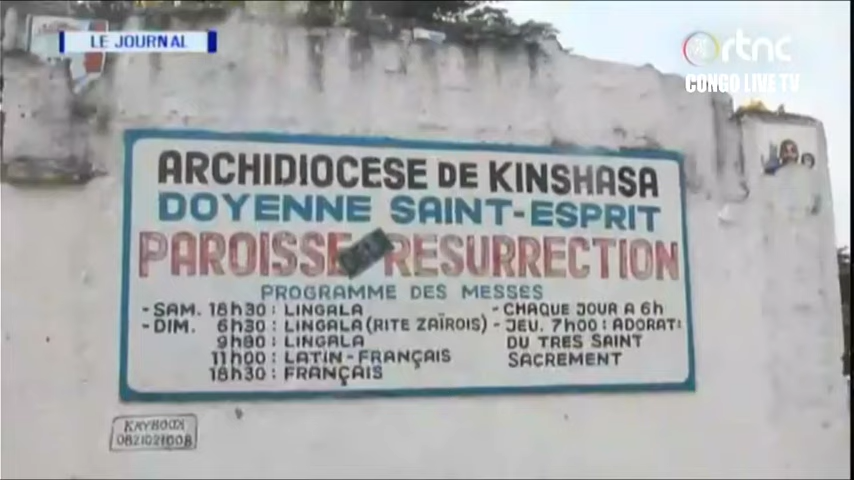 LE JOURNAL
rtnc
CONGO LIVE TV
ARCHIDIOCESE DE KINSHASA
DOYENNE SAINT-ESPRIT
PAROISSE RESURRECTION
PROGRAMME DES MESSES
-SAM. 18h30: LINGALA
-DIM. 6h30: LINGALA (RITE ZAÏROIS)
9h00: LINGALA
11h00: LATIN-FRANÇAIS
18h30: FRANÇAIS
-CHAQUE JOUR A 6h
-JEU. 7h00: ADORAT:
DU TRES SAINT
SACREMENT
0821021008